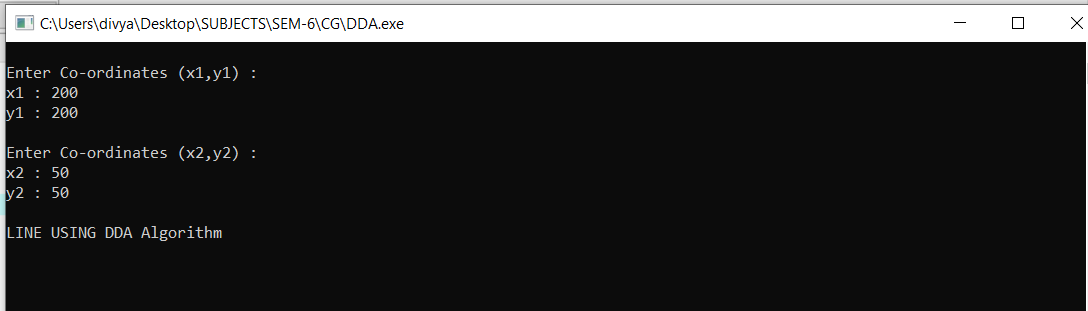 C:\Users\divya\Desktop\SUBJECTS\SEM-6\CG\DDA.exe
Enter Co-ordinates (x1,y1) :
x1 : 200
y1 : 200
Enter Co-ordinates (x2,y2) :
x2 : 50
y2 : 50
LINE USING DDA Algorithm